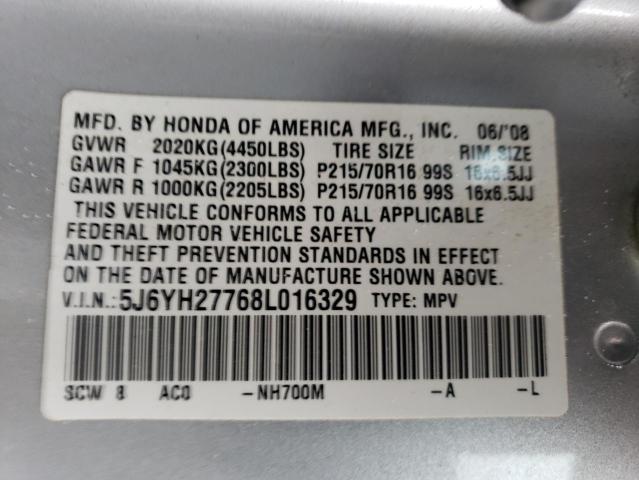 MFD. BY HONDA OF AMERICA MFG., INC. 06/'08
GVWR 2020KG(4450LBS) TIRE SIZE RIM SIZE
GAWR F 1045KG(2300LBS) P215/70R16 99S 16x6.5JJ
GAWR R 1000KG(2205LBS) P215/70R16 99S 16x6.5JJ
THIS VEHICLE CONFORMS TO ALL APPLICABLE
FEDERAL MOTOR VEHICLE SAFETY
AND THEFT PREVENTION STANDARDS IN EFFECT
ON THE DATE OF MANUFACTURE SHOWN ABOVE.
V.I.N.: 5J6YH27768L016329 TYPE: MPV
SCW 8 AC0 -NH700M -A -L